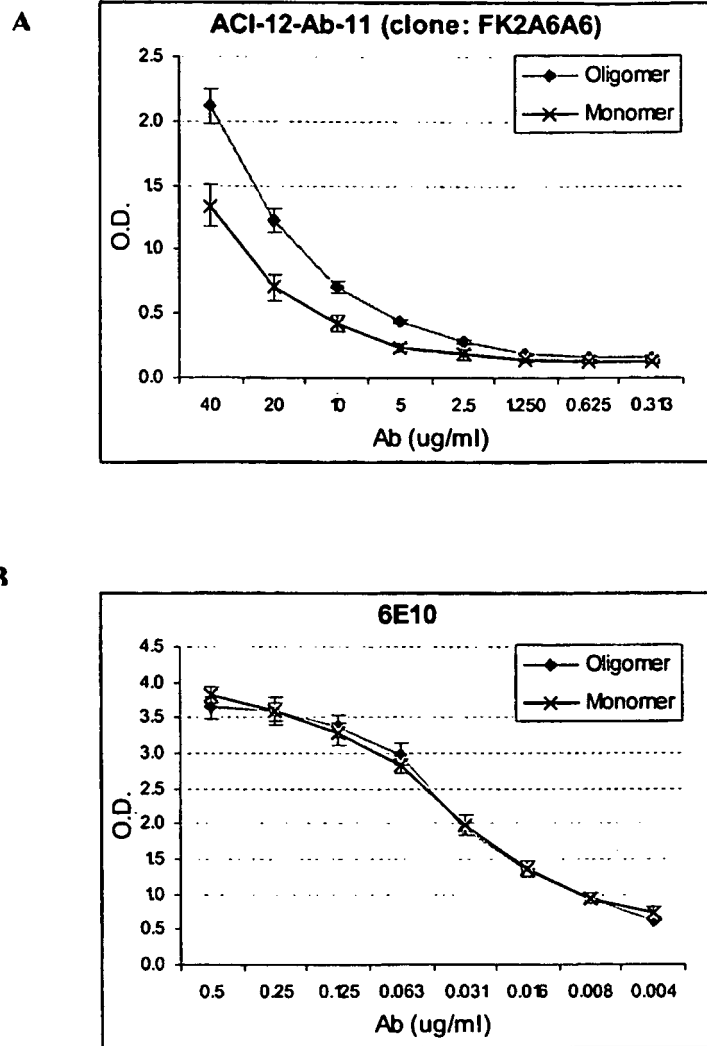 A
ACI-12-Ab-11 (clone: FK2A6A6)
2.5
2.0
1.5
1.0
0.5
0.0
O.D.
Oligomer
Monomer
40 20 10 5 2.5 1.250 0.625 0.313
Ab (ug/ml)
B
6E10
4.5
4.0
3.5
3.0
2.5
2.0
1.5
1.0
0.5
0.0
O.D.
Oligomer
Monomer
0.5 0.25 0.125 0.063 0.031 0.016 0.008 0.004
Ab (ug/ml)